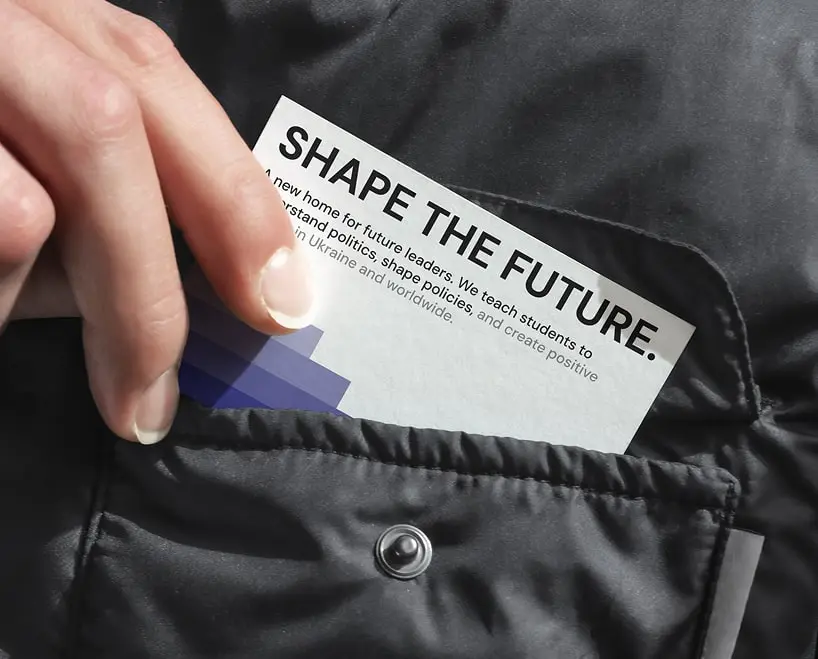 SHAPE THE FUTURE.
A new home for future leaders. We teach students to
understand politics, shape policies, and create positive
in Ukraine and worldwide.